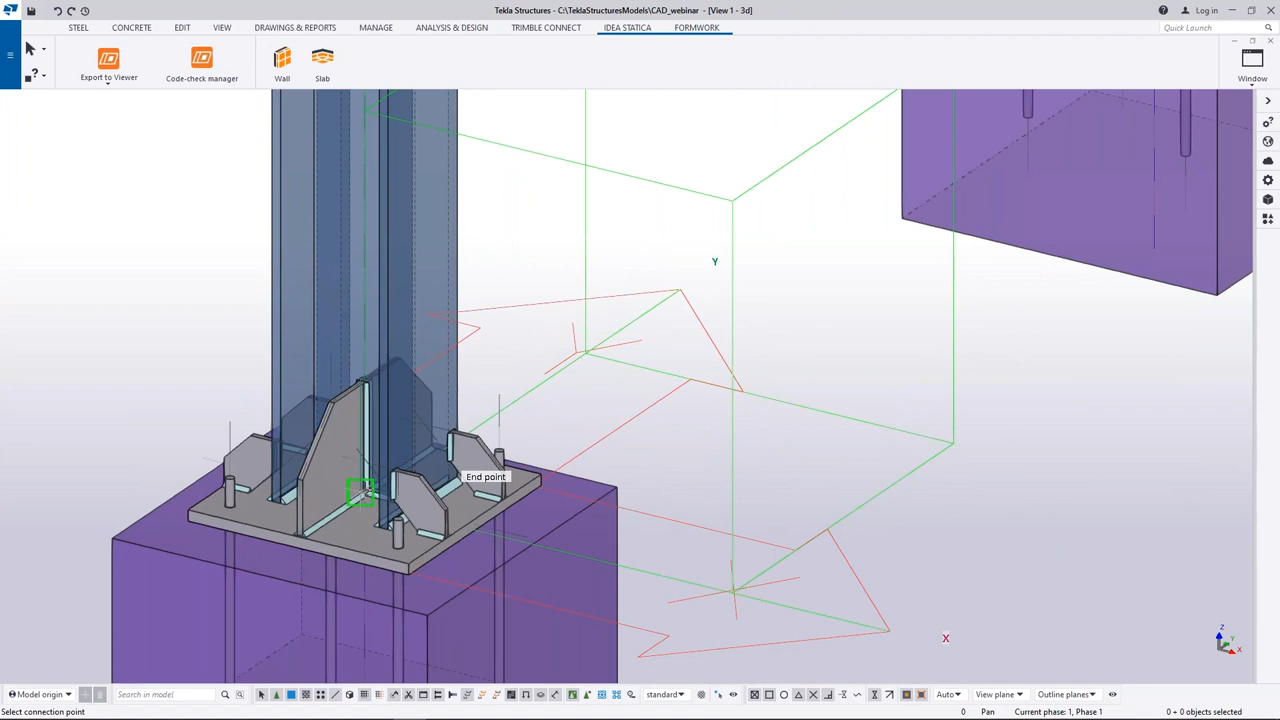 Tekla Structures - C:\TeklaStructuresModels\CAD_webinar - [View 1 - 3d]
Log in
STEEL CONCRETE EDIT VIEW DRAWINGS & REPORTS MANAGE ANALYSIS & DESIGN TRIMBLE CONNECT IDEA STATICA FORMWORK
Quick Launch
Export to Viewer Code-check manager Wall Slab Window
Y
End point
X
Z
Y
X
Model origin Search in model standard Auto View plane Outline planes
Select connection point 0 Pan Current phase: 1, Phase 1 0 + 0 objects selected